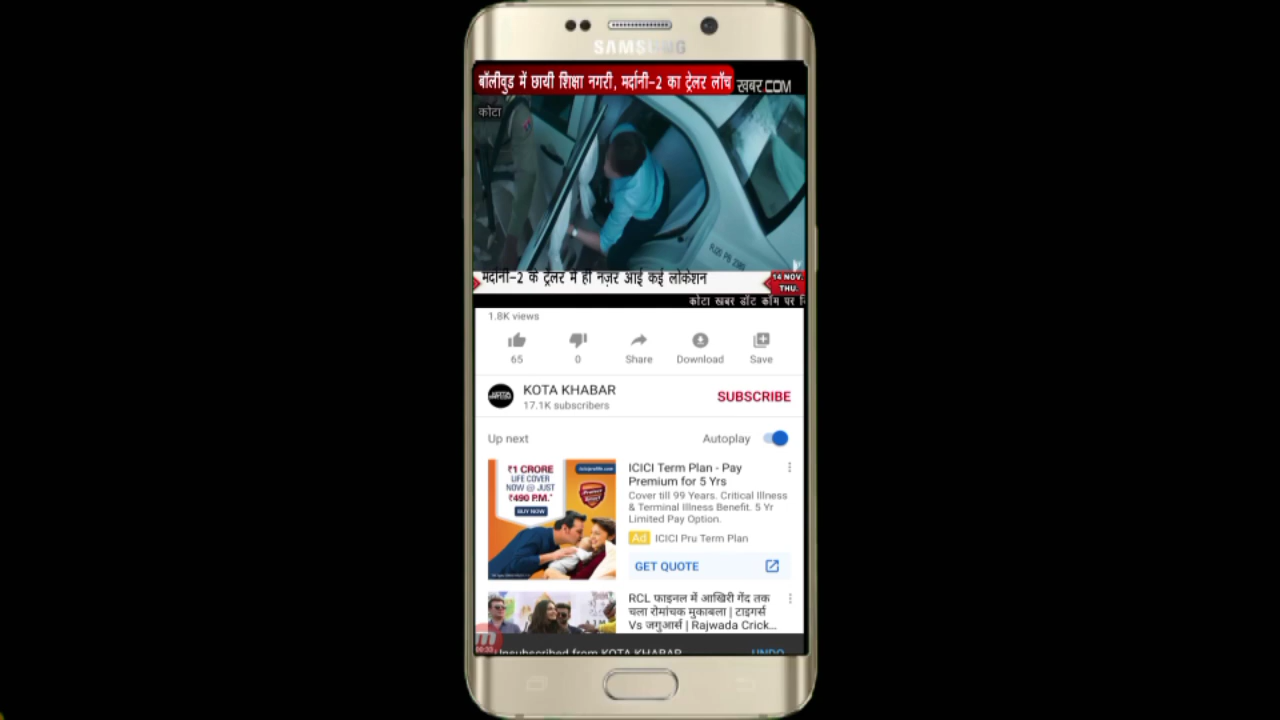 SAMSUNG
बॉलीवुड में छायी शिक्षा नगरी, मर्दानी-2 का ट्रेलर लॉंच
खबर.COM
कोटा
मर्दानी-2 के ट्रेलर में ही नज़र आई कई लोकेशन
14 NOV.
THU.
कोटा खबर डॉट कॉम पर
1.8K views
65
0
Share
Download
Save
KOTA KHABAR
17.1K subscribers
SUBSCRIBE
Up next
Autoplay
₹1 CRORE
LIFE COVER
NOW @ JUST
₹490 P.M.*
BUY NOW
ICICI Term Plan - Pay
Premium for 5 Yrs
Cover till 99 Years. Critical Illness
& Terminal Illness Benefit. 5 Yr
Limited Pay Option.
Ad ICICI Pru Term Plan
GET QUOTE
RCL फाइनल में आखिरी गेंद तक
चला रोमांचक मुकाबला | टाइगर्स
Vs जगुआर्स | Rajwada Crick...
Unsubscribed from KOTA KHABAR
UNDO